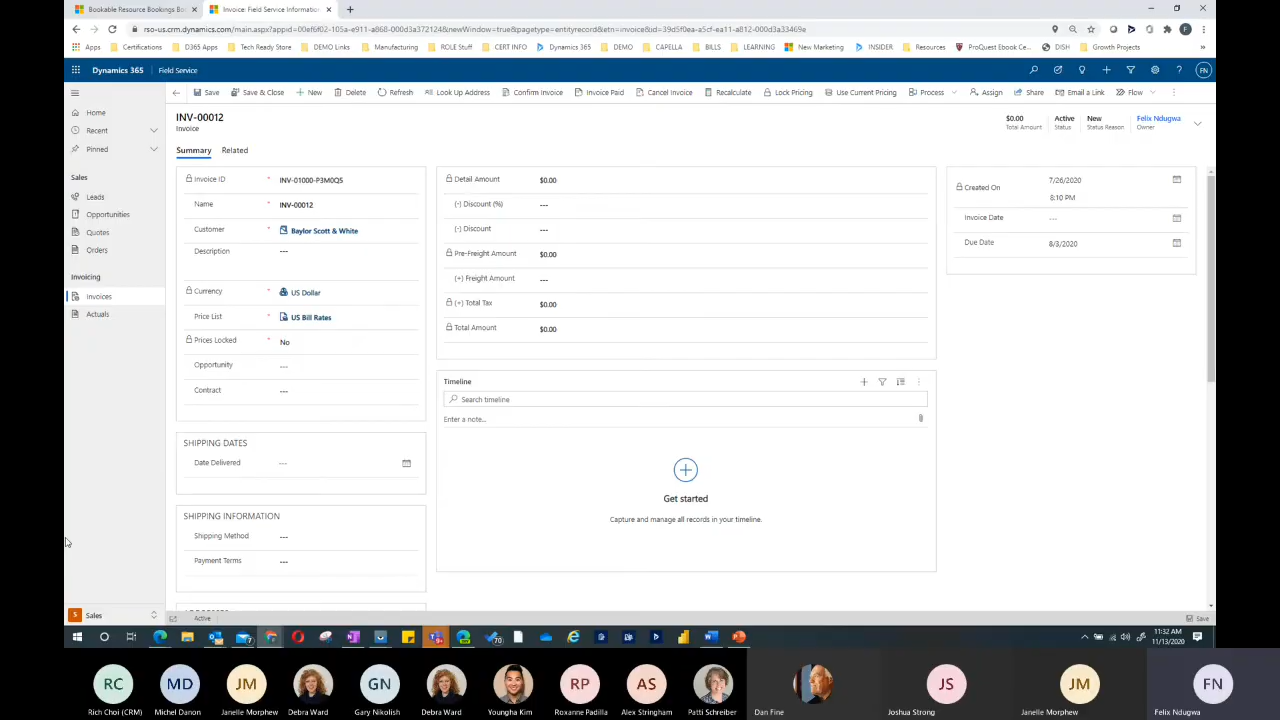 Bookable Resource Bookings Bo
Invoice: Field Service Information
rso-us.crm.dynamics.com/main.aspx?appid=00ef6f02-105a-e911-a868-000d3a372124&newWindow=true&pagetype=entityrecord&etn=invoice&id=39d5f0ea-a5cf-ea11-a812-000d3a33469e
Apps Certifications D365 Apps Tech Ready Store DEMO Links Manufacturing ROLE Stuff CERT INFO Dynamics 365 DEMO CAPELLA BILLS LEARNING New Marketing INSIDER Resources ProQuest Ebook Ce... DISH Growth Projects
Dynamics 365 Field Service FN
Save Save & Close New Delete Refresh Look Up Address Confirm Invoice Invoice Paid Cancel Invoice Recalculate Lock Pricing Use Current Pricing Process Assign Share Email a Link Flow
INV-00012
Invoice
$0.00
Total Amount
Active
Status
New
Status Reason
Felix Ndugwa
Owner
Summary Related
Home
Recent
Pinned
Sales
Leads
Opportunities
Quotes
Orders
Invoicing
Invoices
Actuals
S Sales
Invoice ID * INV-01000-P3M0Q5
Name * INV-00012
Customer * Baylor Scott & White
Description ---
Currency * US Dollar
Price List * US Bill Rates
Prices Locked * No
Opportunity ---
Contract ---
SHIPPING DATES
Date Delivered ---
SHIPPING INFORMATION
Shipping Method ---
Payment Terms ---
Detail Amount $0.00
(-) Discount (%) ---
(-) Discount ---
Pre-Freight Amount $0.00
(+) Freight Amount ---
(+) Total Tax $0.00
Total Amount $0.00
Timeline
Search timeline
Enter a note...
Get started
Capture and manage all records in your timeline.
Created On 7/26/2020
8:10 PM
Invoice Date ---
Due Date 8/3/2020
Active
Save
70
11:32 AM
11/13/2020
RC MD JM GN RP AS JS JM FN
Rich Choi (CRM) Michel Danon Janelle Morphew Debra Ward Gary Nikolish Debra Ward Youngha Kim Roxanne Padilla Alex Stringham Patti Schreiber Dan Fine Joshua Strong Janelle Morphew Felix Ndugwa